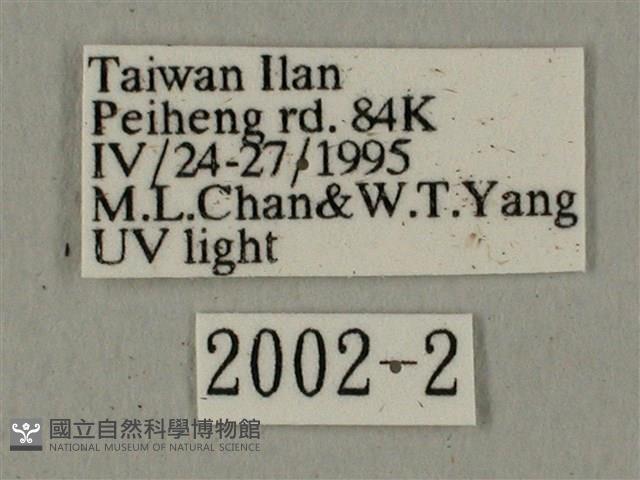 Taiwan Ilan
Peiheng rd. 84K
IV/24-27/1995
M.L.Chan&W.T.Yang
UV light
2002-2
國立自然科學博物館
NATIONAL MUSEUM OF NATURAL SCIENCE